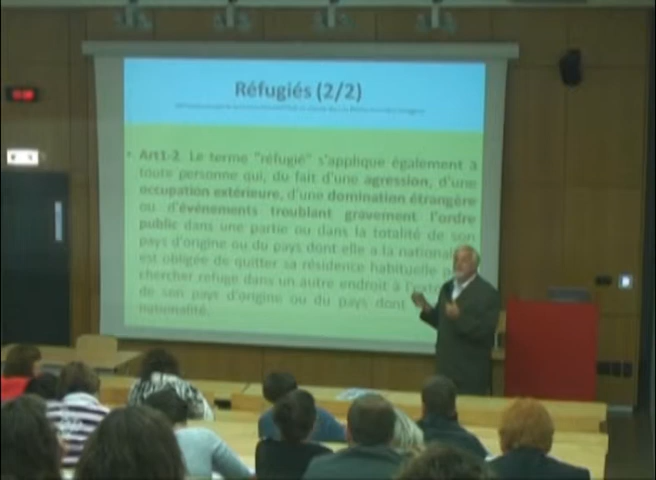 Réfugiés (2/2)
• Art1-2. Le terme "réfugié" s'applique également à
toute personne qui, du fait d'une agression, d'une
occupation extérieure, d'une domination étrangère
ou d'événements troublant gravement l'ordre
public dans une partie ou dans la totalité de son
pays d'origine ou du pays dont elle a la
est obligée de quitter sa résidence habituelle
chercher refuge dans un autre endroit à
de son pays d'origine ou du pays dont
nationalité.